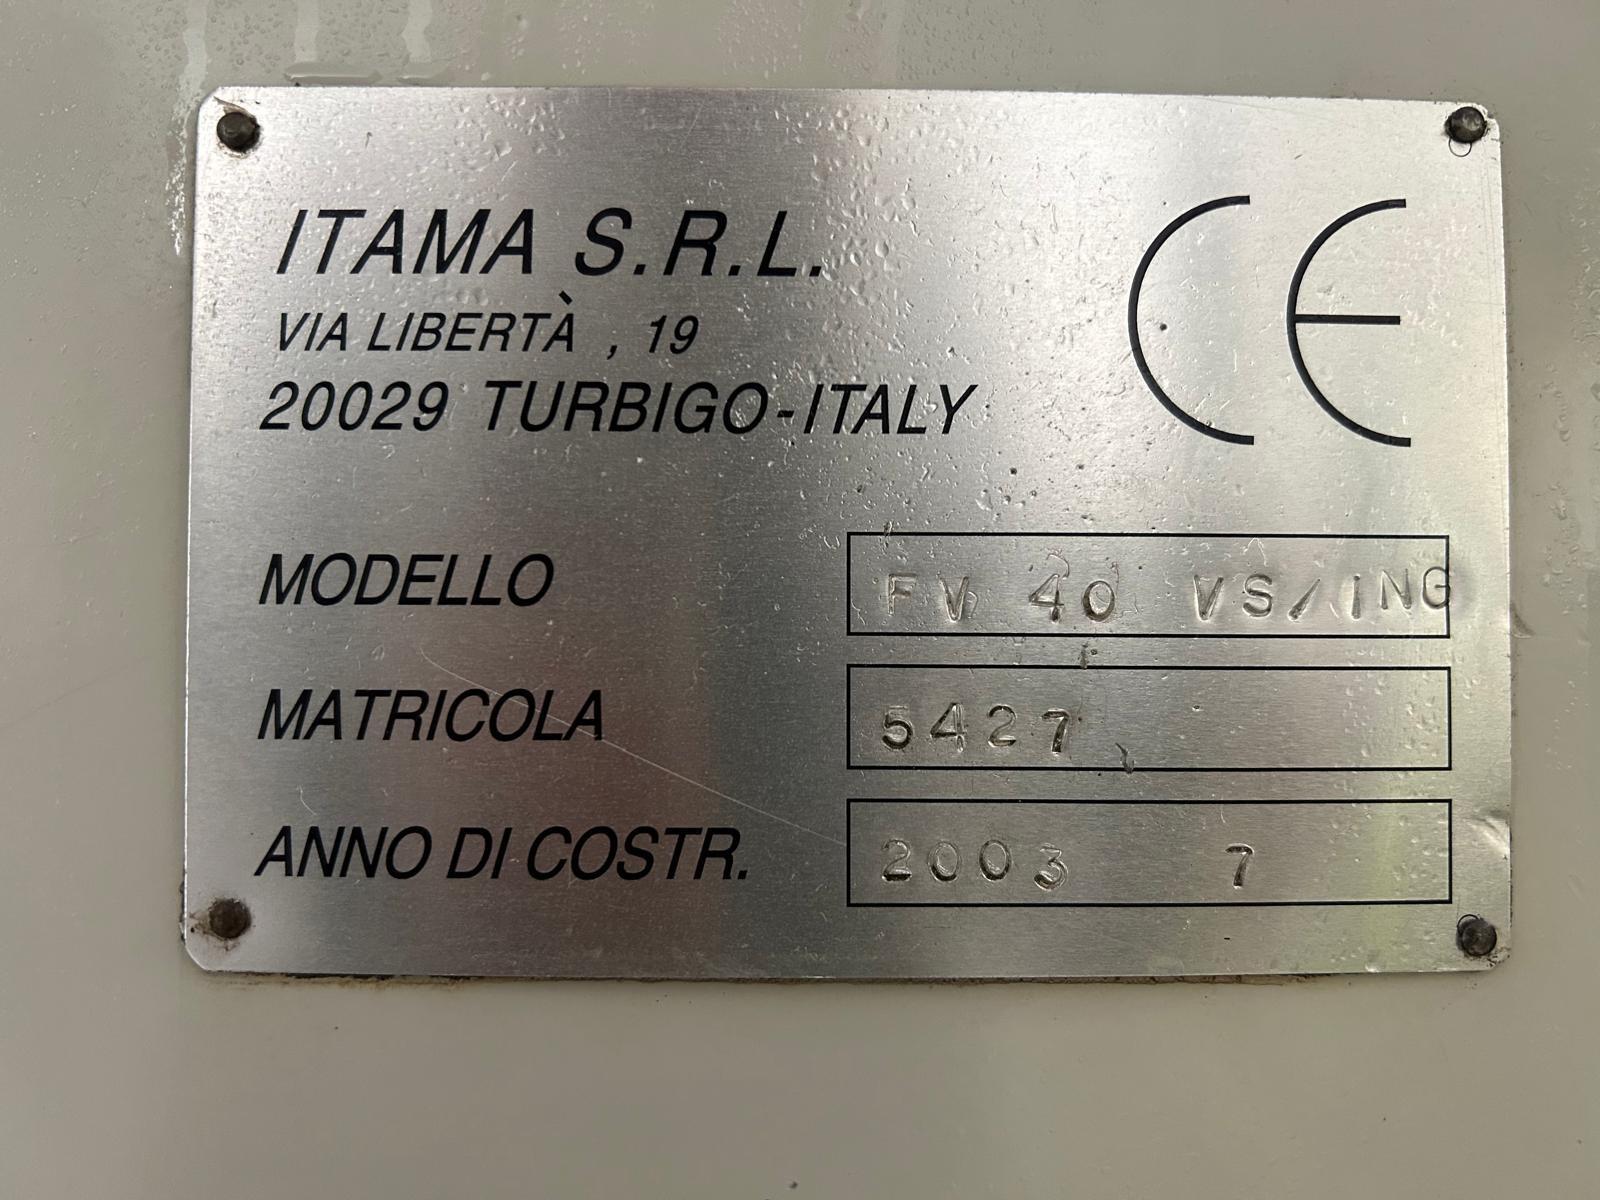 ITAMA S.R.L.
VIA LIBERTÀ , 19
20029 TURBIGO-ITALY
CE
MODELLO FV 40 VS/ING
MATRICOLA 5427
ANNO DI COSTR. 2003 7